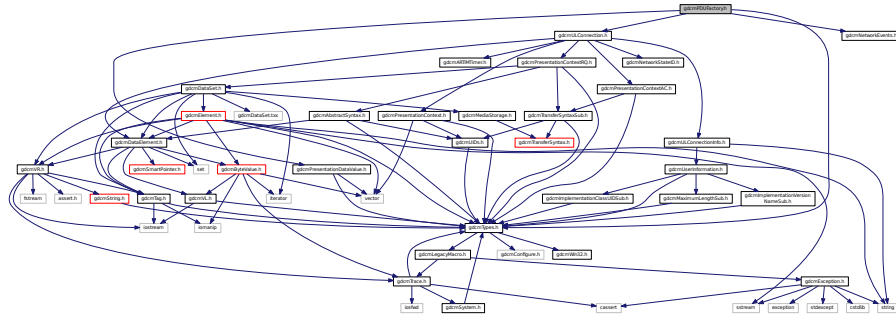 gdcmPDUFactory.h
gdcmULConnection.h
gdcmNetworkEvents.h
gdcmARTIMTimer.h
gdcmPresentationContextRQ.h
gdcmNetworkStateID.h
gdcmDataSet.h
gdcmPresentationContextAC.h
gdcmElement.h
gdcmDataSet.txx
gdcmAbstractSyntax.h
gdcmPresentationContext.h
gdcmMediaStorage.h
gdcmTransferSyntaxSub.h
gdcmDataElement.h
gdcmUIDs.h
gdcmTransferSyntax.h
gdcmULConnectionInfo.h
gdcmVR.h
gdcmSmartPointer.h
set
gdcmByteValue.h
gdcmPresentationDataValue.h
gdcmUserInformation.h
fstream
assert.h
gdcmString.h
gdcmTag.h
gdcmVL.h
iterator
vector
gdcmImplementationClassUIDSub.h
gdcmMaximumLengthSub.h
gdcmImplementationVersion
NameSub.h
iostream
iomanip
gdcmTypes.h
gdcmLegacyMacro.h
gdcmConfigure.h
gdcmWin32.h
gdcmTrace.h
gdcmException.h
iosfwd
gdcmSystem.h
cassert
sstream
exception
stdexcept
cstdlib
string